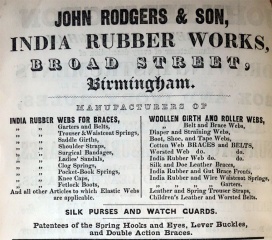 JOHN RODGERS & SON,
INDIA RUBBER WORKS,
BROAD STREET,
Birmingham.
MANUFACTURERS OF
INDIA RUBBER WEBS FOR BRACES,
" " Garters and Belts,
" " Trouser & Waistcoat Springs,
" " Saddle Girths,
" " Shoulder Straps,
" " Surgical Bandages,
" " Ladies' Sandals,
" " Clog Springs,
" " Pocket-Book Springs,
" " Knee Caps,
" " Fetlock Boots,
And all other Articles to which Elastic Webs
are applicable.
WOOLLEN GIRTH AND ROLLER WEBS,
Belt and Brace Webs,
Diaper and Straining Webs,
Boot, Shoe, and Tape Webs,
Cotton Web BRACES and BELTS.
Worsted Web do. do.
India Rubber Web do. do.
Silk and Doe Leather Braces,
India Rubber and Gut Brace Fronts,
India Rubber and Wire Waistcoat Springs,
" " " Garters.
Leather and Spring Trouser Straps,
Children's Leather and Worsted Belts.
SILK PURSES AND WATCH GUARDS.
Patentees of the Spring Hooks and Eyes, Lever Buckles,
and Double Action Braces.